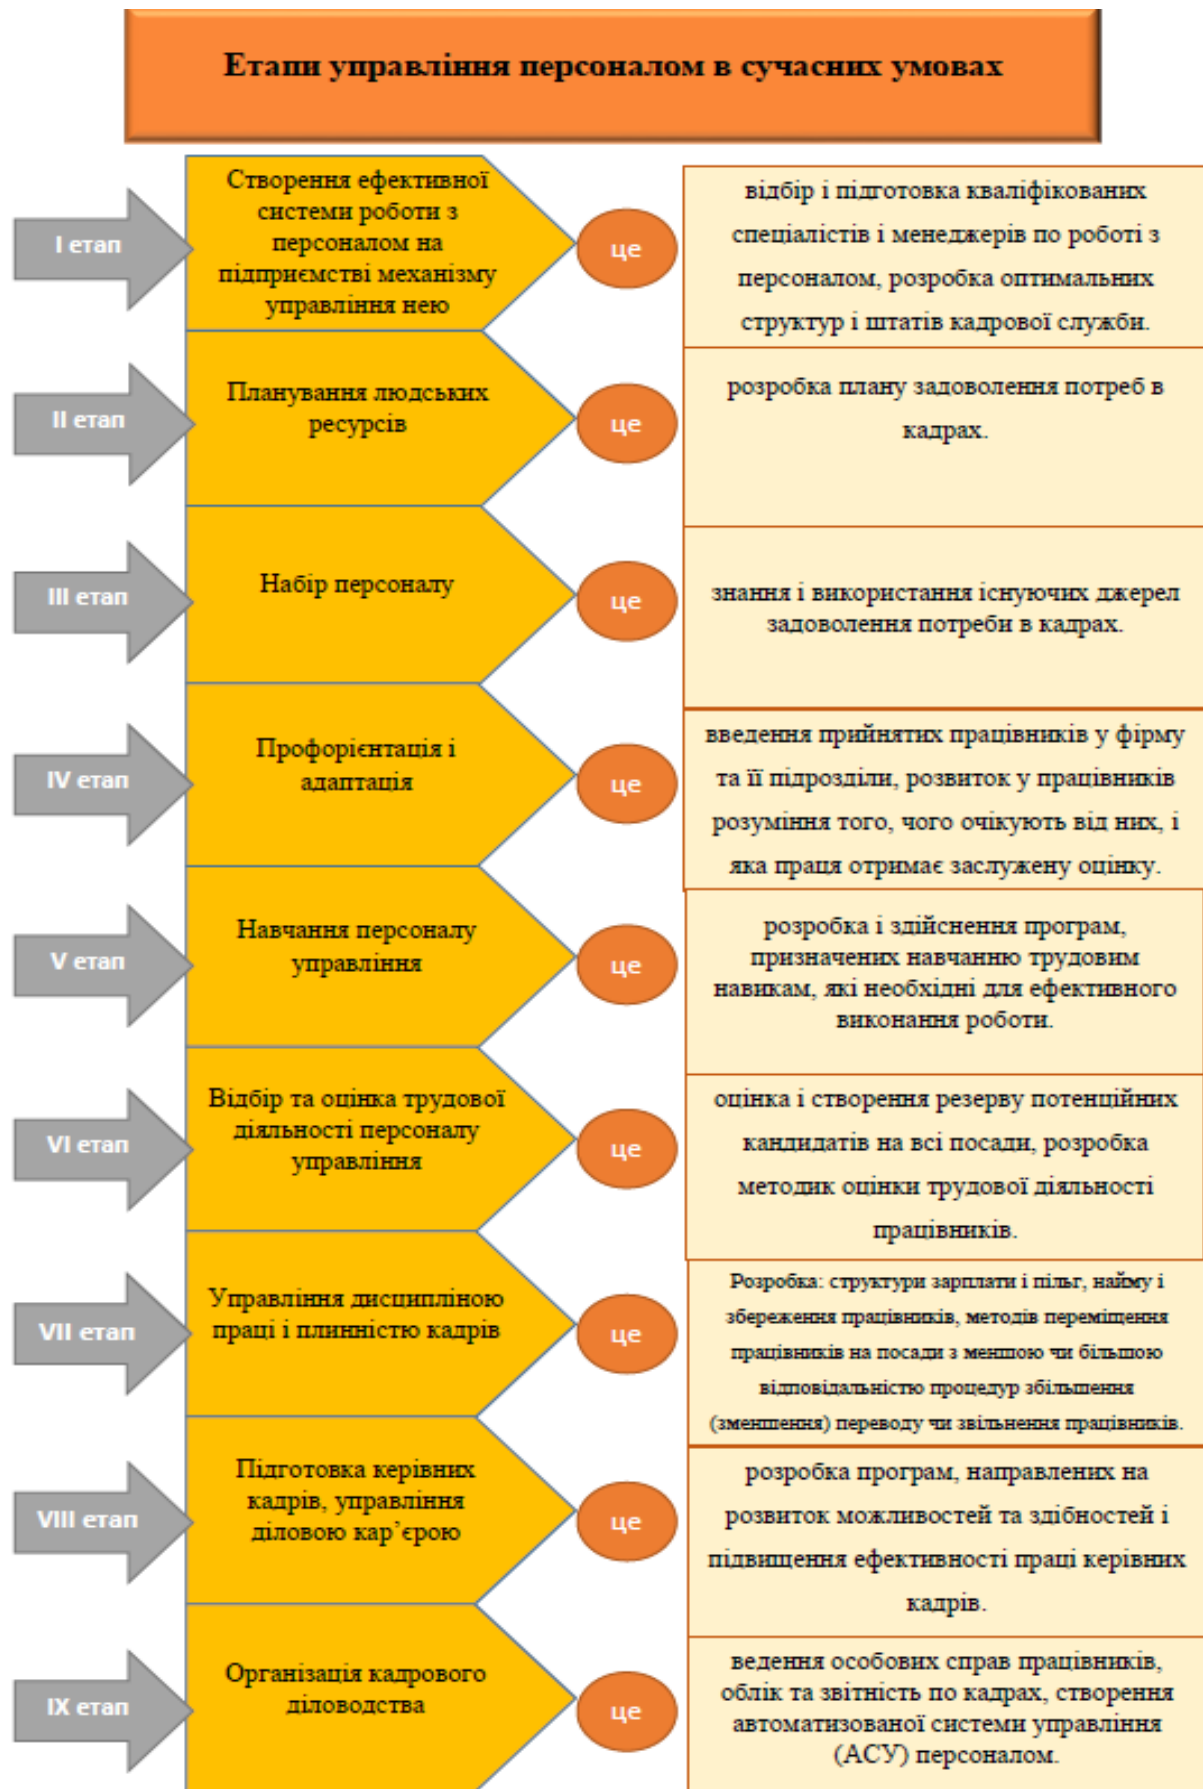 Етапи управління персоналом в сучасних умовах
I етап
Створення ефективної
системи роботи з
персоналом на
підприємстві механізму
управління нею
це
відбір і підготовка кваліфікованих
спеціалістів і менеджерів по роботі з
персоналом, розробка оптимальних
структур і штатів кадрової служби.
II етап
Планування людських
ресурсів
це
розробка плану задоволення потреб в
кадрах.
III етап
Набір персоналу
це
знання і використання існуючих джерел
задоволення потреби в кадрах.
IV етап
Профорієнтація і
адаптація
це
введення прийнятих працівників у фірму
та її підрозділи, розвиток у працівників
розуміння того, чого очікують від них, і
яка праця отримає заслужену оцінку.
V етап
Навчання персоналу
управління
це
розробка і здійснення програм,
призначених навчанню трудовим
навикам, які необхідні для ефективного
виконання роботи.
VI етап
Відбір та оцінка трудової
діяльності персоналу
управління
це
оцінка і створення резерву потенційних
кандидатів на всі посади, розробка
методик оцінки трудової діяльності
працівників.
VII етап
Управління дисципліною
праці і плинністю кадрів
це
Розробка: структури зарплати і пільг, найму і
збереження працівників, методів переміщення
працівників на посади з меншою чи більшою
відповідальністю процедур збільшення
(зменшення) переводу чи звільнення працівників.
VIII етап
Підготовка керівних
кадрів, управління
діловою кар’єрою
це
розробка програм, направлених на
розвиток можливостей та здібностей і
підвищення ефективності праці керівних
кадрів.
IX етап
Організація кадрового
діловодства
це
ведення особових справ працівників,
облік та звітність по кадрах, створення
автоматизованої системи управління
(АСУ) персоналом.